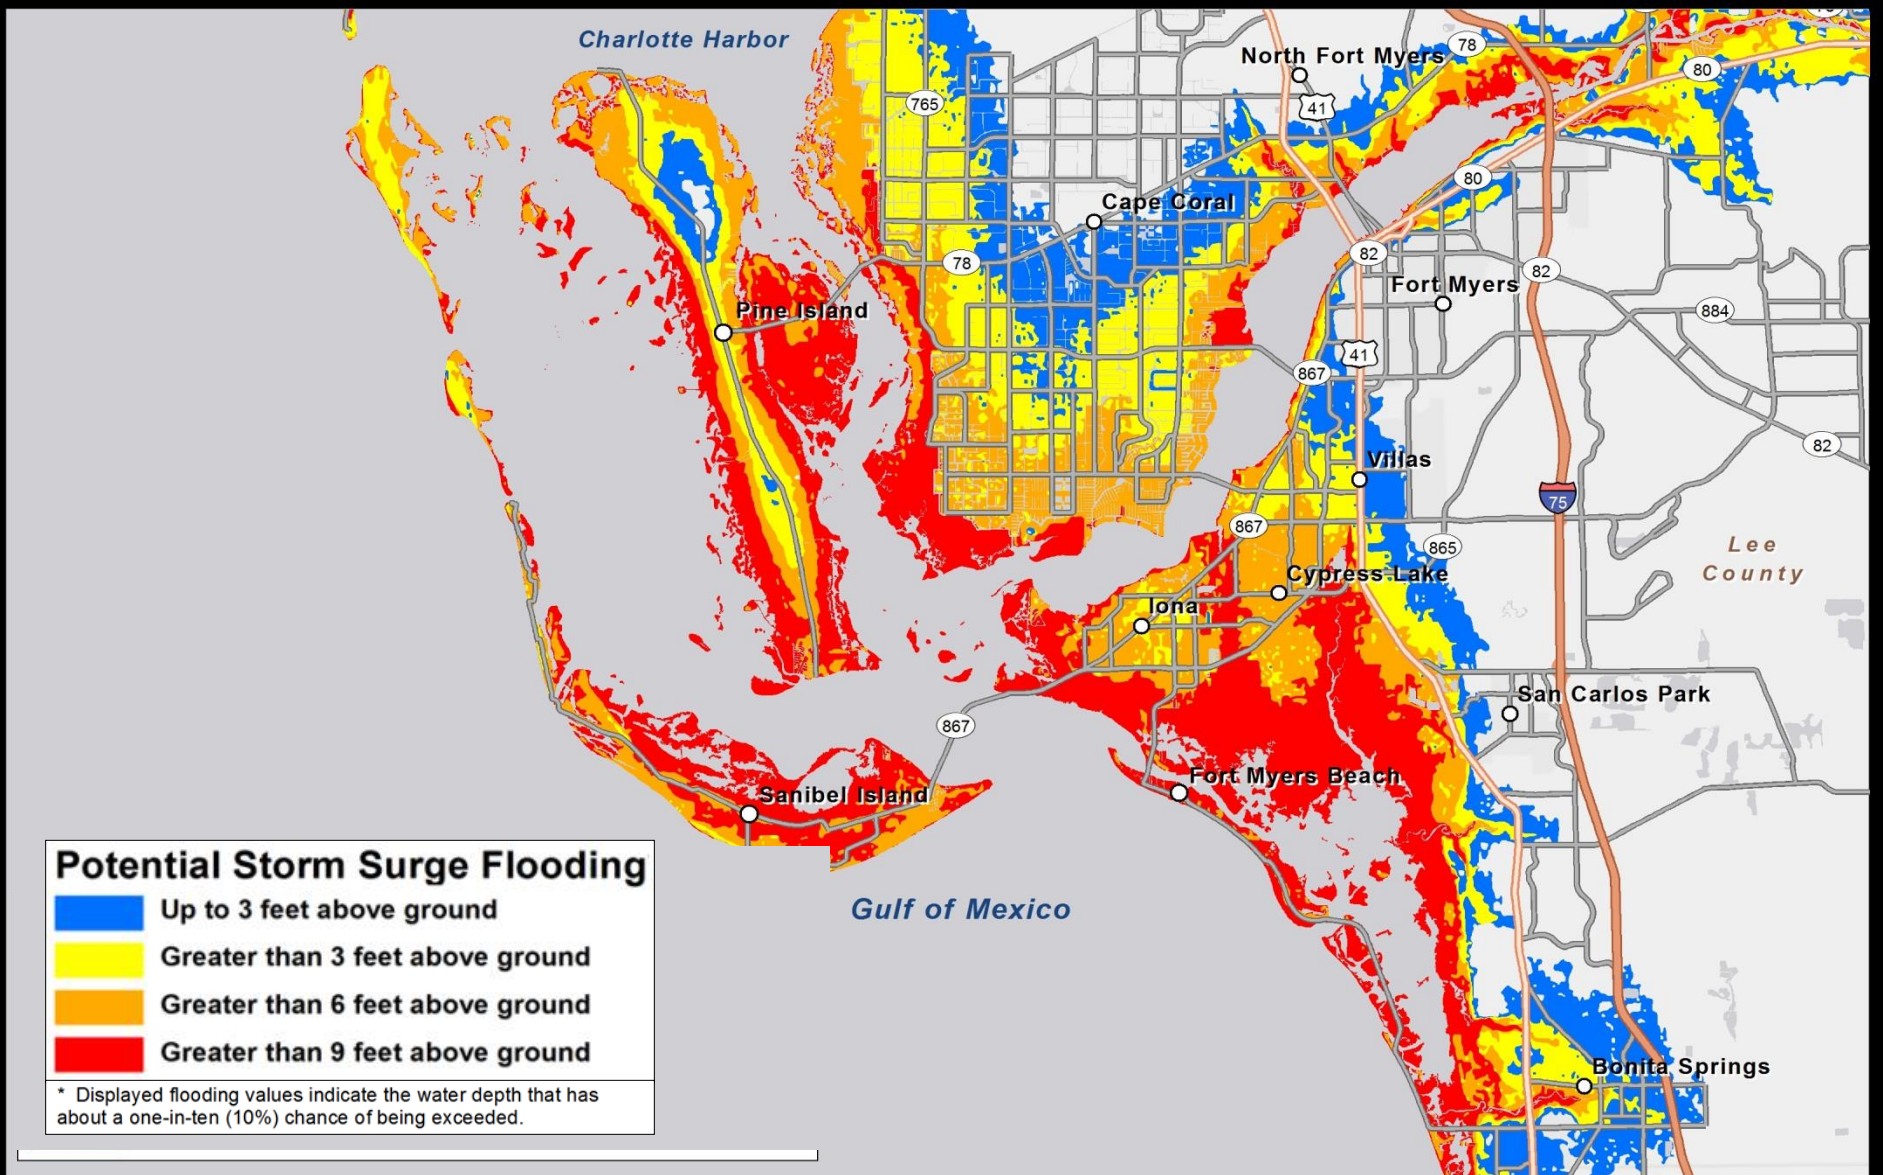 Charlotte Harbor
North Fort Myers
78
80
765
41
80
Cape Coral
82
78
82
Fort Myers
Pine Island
884
41
867
82
Villas
75
867
865
Lee
County
Cypress Lake
Iona
San Carlos Park
867
Fort Myers Beach
Sanibel Island
Gulf of Mexico
Bonita Springs
Potential Storm Surge Flooding
Up to 3 feet above ground
Greater than 3 feet above ground
Greater than 6 feet above ground
Greater than 9 feet above ground
* Displayed flooding values indicate the water depth that has
about a one-in-ten (10%) chance of being exceeded.